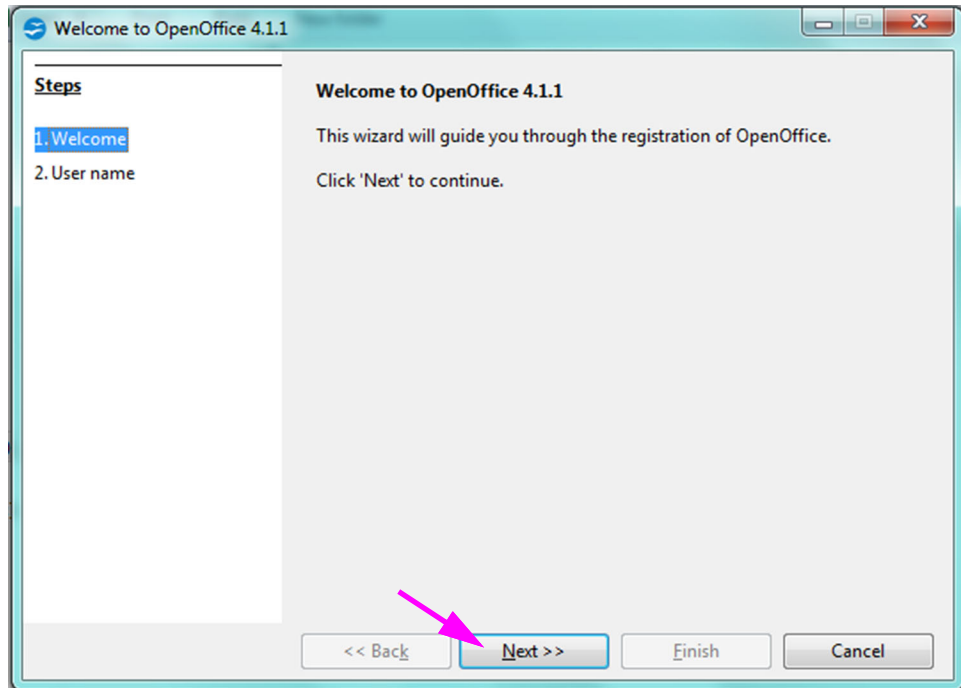 Welcome to OpenOffice 4.1.1
Steps
1. Welcome
2. User name
Welcome to OpenOffice 4.1.1
This wizard will guide you through the registration of OpenOffice.
Click 'Next' to continue.
<< Back
Next >>
Finish
Cancel